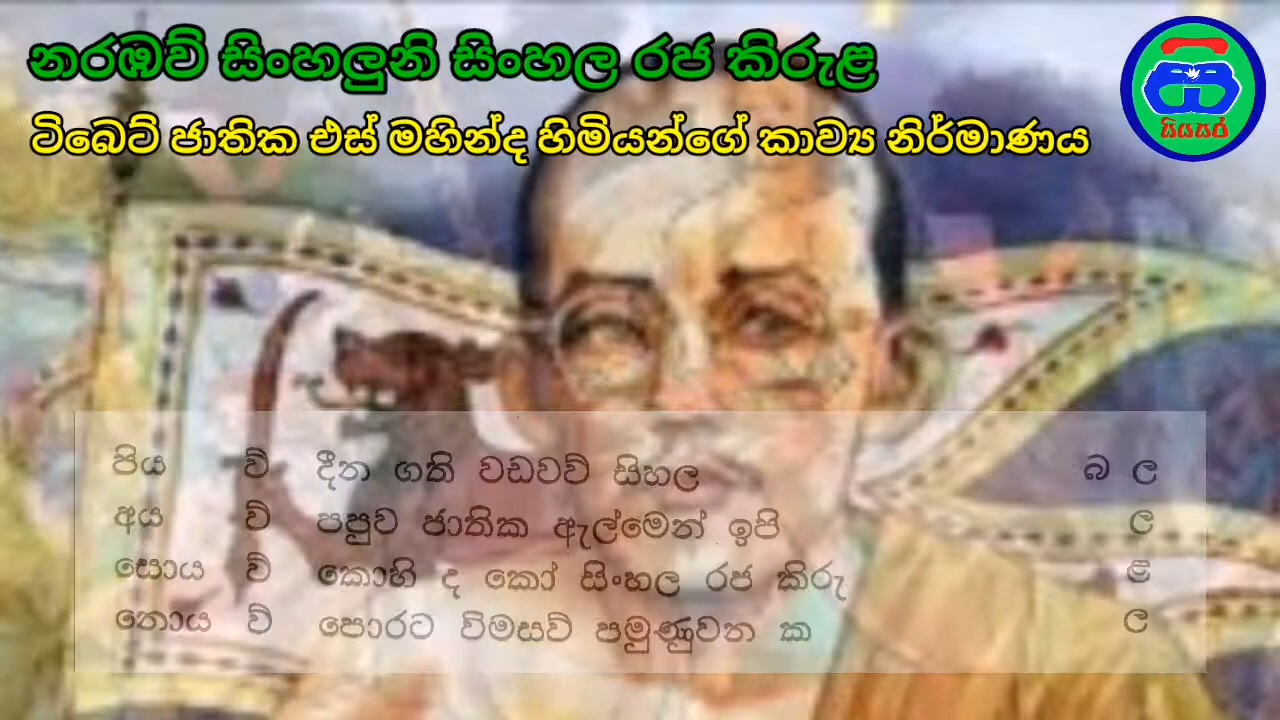 නරඹව් සිංහලුනි සිංහල රජ කිරුළ
ටිබෙට් ජාතික එස් මහින්ද හිමියන්ගේ කාව්‍ය නිර්මාණය
සියසර
පිය ව් දීන ගති වඩවව් සිහල බ ල
අය ව් පපුව ජාතික ඇල්මෙන් ඉපි ල
සොය ව් කොහි ද කෝ සිංහල රජ කිරු ළ
නොය ව් පොරට විමසව් පමුණුවන ක ල